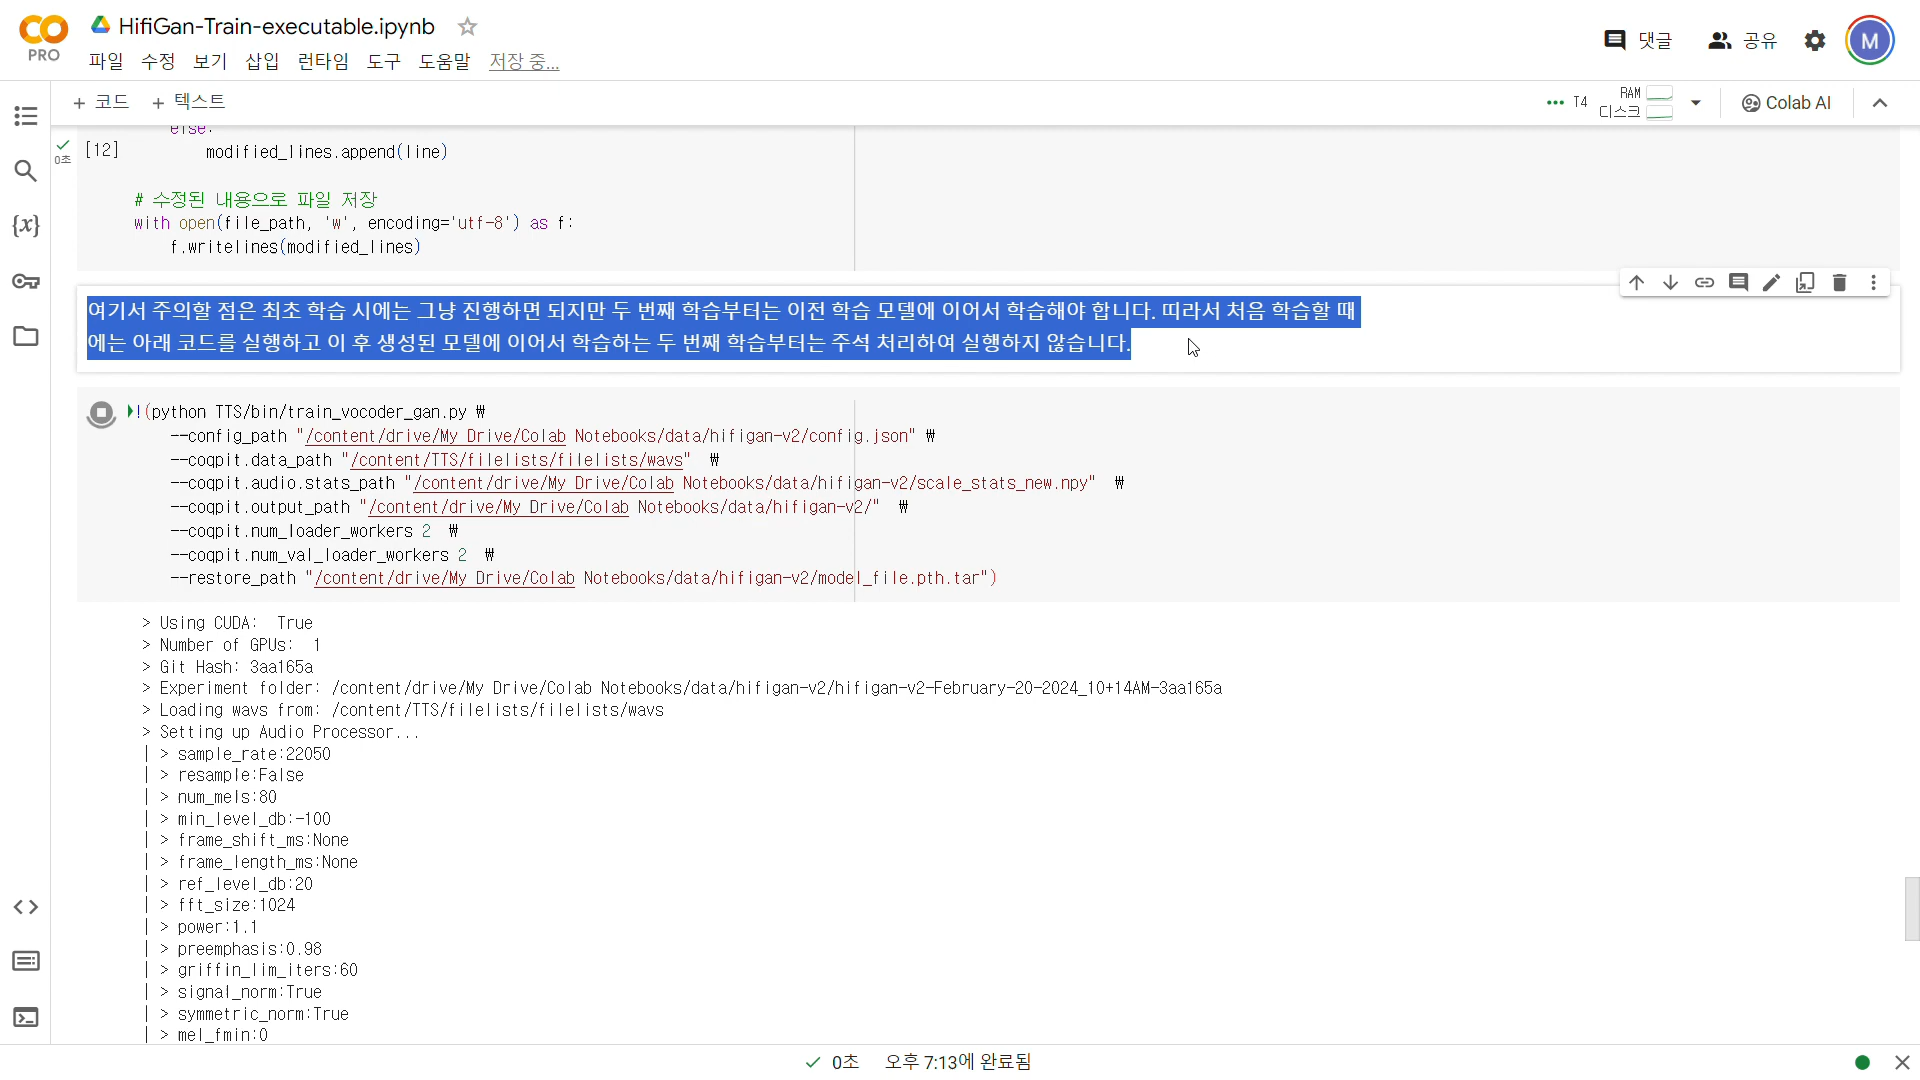 CO PRO
HifiGan-Train-executable.ipynb
파일 수정 보기 삽입 런타임 도구 도움말 저장 중...
댓글 공유 M
+ 코드 + 텍스트
T4 RAM 디스크 Colab AI
else:
0초 [12] modified_lines.append(line)
# 수정된 내용으로 파일 저장
with open(file_path, 'w', encoding='utf-8') as f:
f.writelines(modified_lines)
여기서 주의할 점은 최초 학습 시에는 그냥 진행하면 되지만 두 번째 학습부터는 이전 학습 모델에 이어서 학습해야 합니다. 띠라서 처음 학습할 때
에는 아래 코드를 실행하고 이 후 생성된 모델에 이어서 학습하는 두 번째 학습부터는 주석 처리하여 실행하지 않습니다.
!(python TTS/bin/train_vocoder_gan.py ₩
--config_path "/content/drive/My Drive/Colab Notebooks/data/hifigan-v2/config.json" ₩
--coqpit.data_path "/content/TTS/filelists/filelists/wavs" ₩
--coqpit.audio.stats_path "/content/drive/My Drive/Colab Notebooks/data/hifigan-v2/scale_stats_new.npy" ₩
--coqpit.output_path "/content/drive/My Drive/Colab Notebooks/data/hifigan-v2/" ₩
--coqpit.num_loader_workers 2 ₩
--coqpit.num_val_loader_workers 2 ₩
--restore_path "/content/drive/My Drive/Colab Notebooks/data/hifigan-v2/model_file.pth.tar")
> Using CUDA: True
> Number of GPUs: 1
> Git Hash: 3aa165a
> Experiment folder: /content/drive/My Drive/Colab Notebooks/data/hifigan-v2/hifigan-v2-February-20-2024_10+14AM-3aa165a
> Loading wavs from: /content/TTS/filelists/filelists/wavs
> Setting up Audio Processor...
| > sample_rate:22050
| > resample:False
| > num_mels:80
| > min_level_db:-100
| > frame_shift_ms:None
| > frame_length_ms:None
| > ref_level_db:20
| > fft_size:1024
| > power:1.1
| > preemphasis:0.98
| > griffin_lim_iters:60
| > signal_norm:True
| > symmetric_norm:True
| > mel_fmin:0
0초 오후 7:13에 완료됨